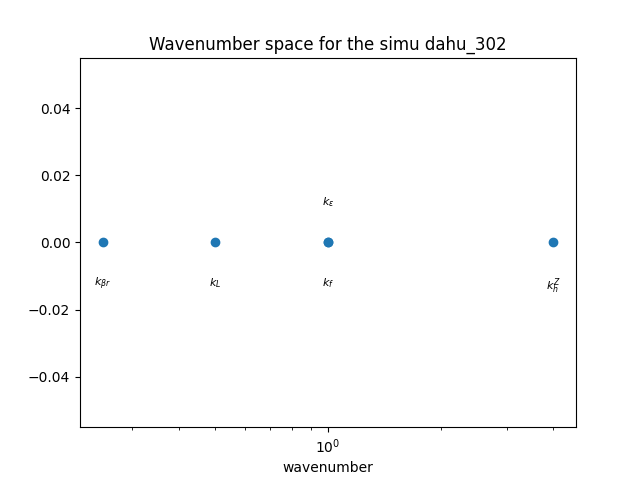 Wavenumber space for the simu dahu_302
0.04
0.02
k_ε
0.00
k_βr k_L k_f k_h^Z
−0.02
−0.04
10^0
wavenumber